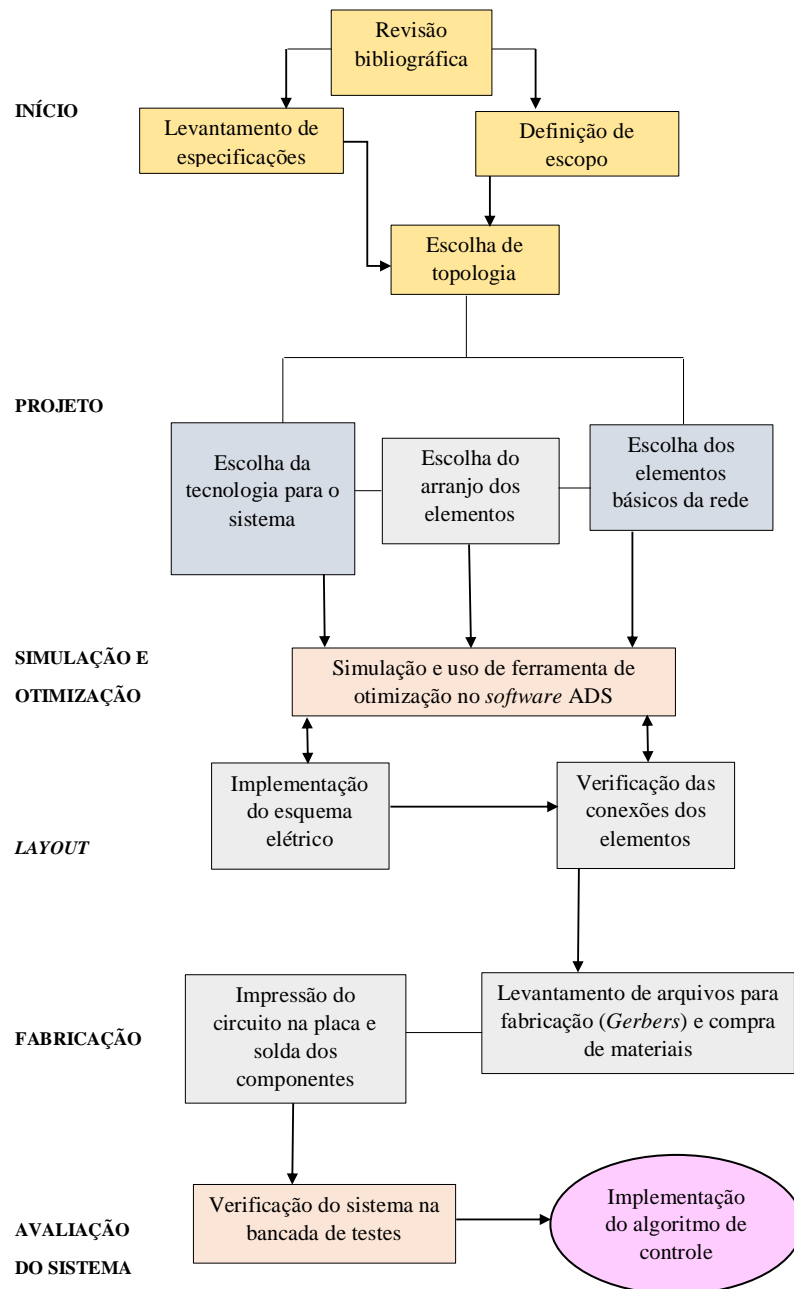 Revisão
bibliográfica
INÍCIO
Levantamento de
especificações
Definição de
escopo
Escolha de
topologia
PROJETO
Escolha da
tecnologia para o
sistema
Escolha do
arranjo dos
elementos
Escolha dos
elementos
básicos da rede
SIMULAÇÃO E
OTIMIZAÇÃO
Simulação e uso de ferramenta de
otimização no software ADS
LAYOUT
Implementação
do esquema
elétrico
Verificação das
conexões dos
elementos
FABRICAÇÃO
Impressão do
circuito na placa e
solda dos
componentes
Levantamento de arquivos para
fabricação (Gerbers) e compra
de materiais
AVALIAÇÃO
DO SISTEMA
Verificação do sistema na
bancada de testes
Implementação
do algoritmo de
controle